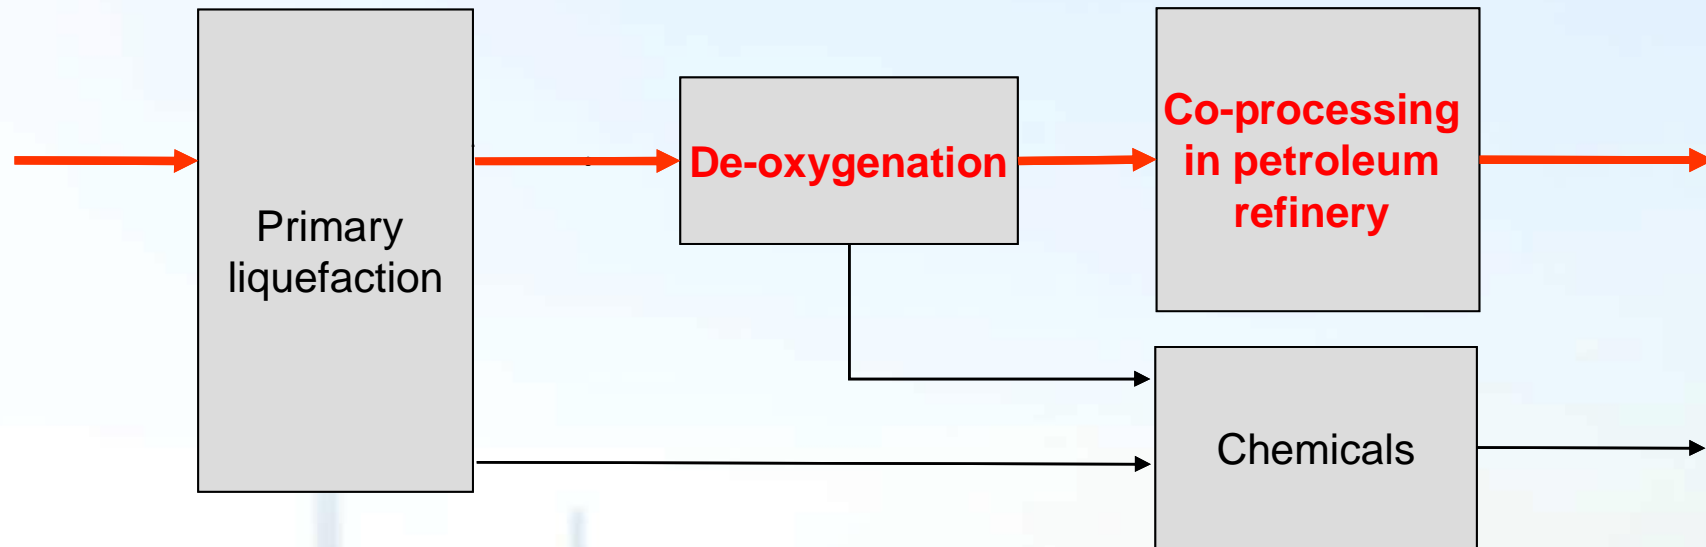 Primary
liquefaction
De-oxygenation
Co-processing
in petroleum
refinery
Chemicals